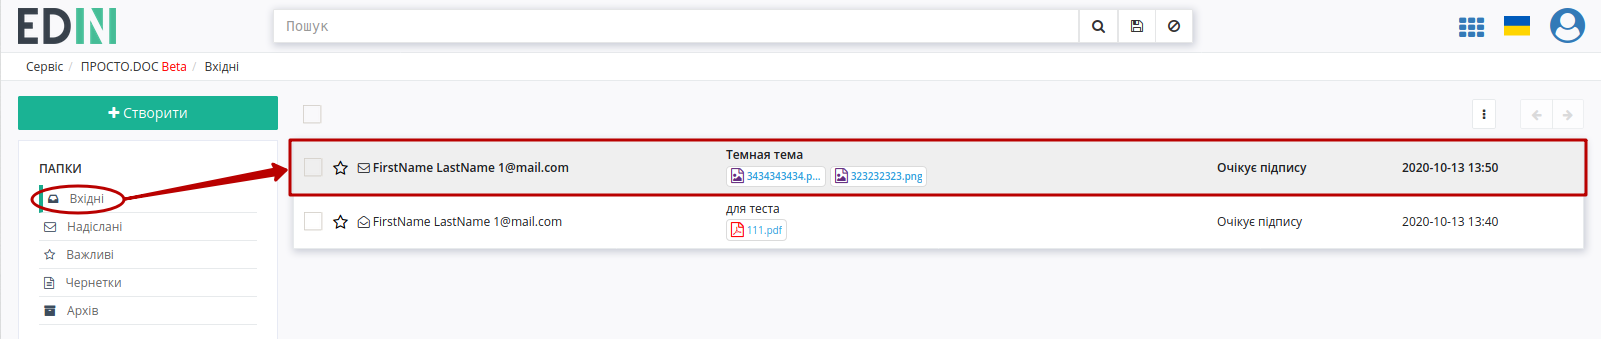 EDIN
Пошук
Сервіс / ПРОСТО.DOC Beta / Вхідні
Створити
ПАПКИ
Вхідні
Надіслані
Важливі
Чернетки
Архів
FirstName LastName 1@mail.com
Темная тема
3434343434.p...
323232323.png
Очікує підпису
2020-10-13 13:50
FirstName LastName 1@mail.com
для теста
111.pdf
Очікує підпису
2020-10-13 13:40